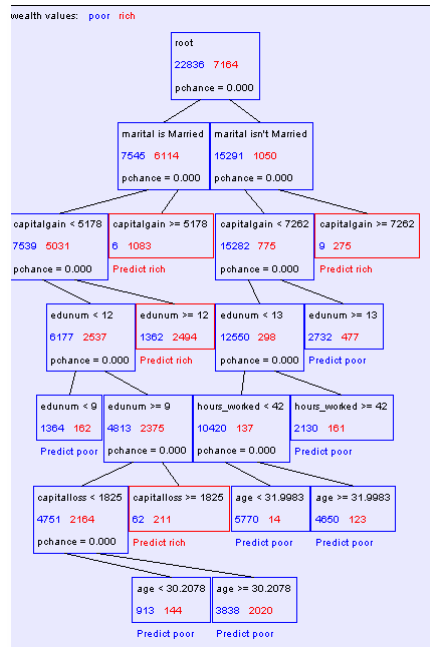 wealth values: poor rich
root
22836 7164
pchance = 0.000
marital is Married
7545 6114
pchance = 0.000
marital isn't Married
15291 1050
pchance = 0.000
capitalgain < 5178
7539 5031
pchance = 0.000
capitalgain >= 5178
6 1083
Predict rich
capitalgain < 7262
15282 775
pchance = 0.000
capitalgain >= 7262
9 275
Predict rich
edunum < 12
6177 2537
pchance = 0.000
edunum >= 12
1362 2494
Predict rich
edunum < 13
12550 298
pchance = 0.000
edunum >= 13
2732 477
Predict poor
edunum < 9
1364 162
Predict poor
edunum >= 9
4813 2375
pchance = 0.000
hours_worked < 42
10420 137
pchance = 0.000
hours_worked >= 42
2130 161
Predict poor
capitalloss < 1825
4751 2164
pchance = 0.000
capitalloss >= 1825
62 211
Predict rich
age < 31.9983
5770 14
Predict poor
age >= 31.9983
4650 123
Predict poor
age < 30.2078
913 144
Predict poor
age >= 30.2078
3838 2020
Predict poor